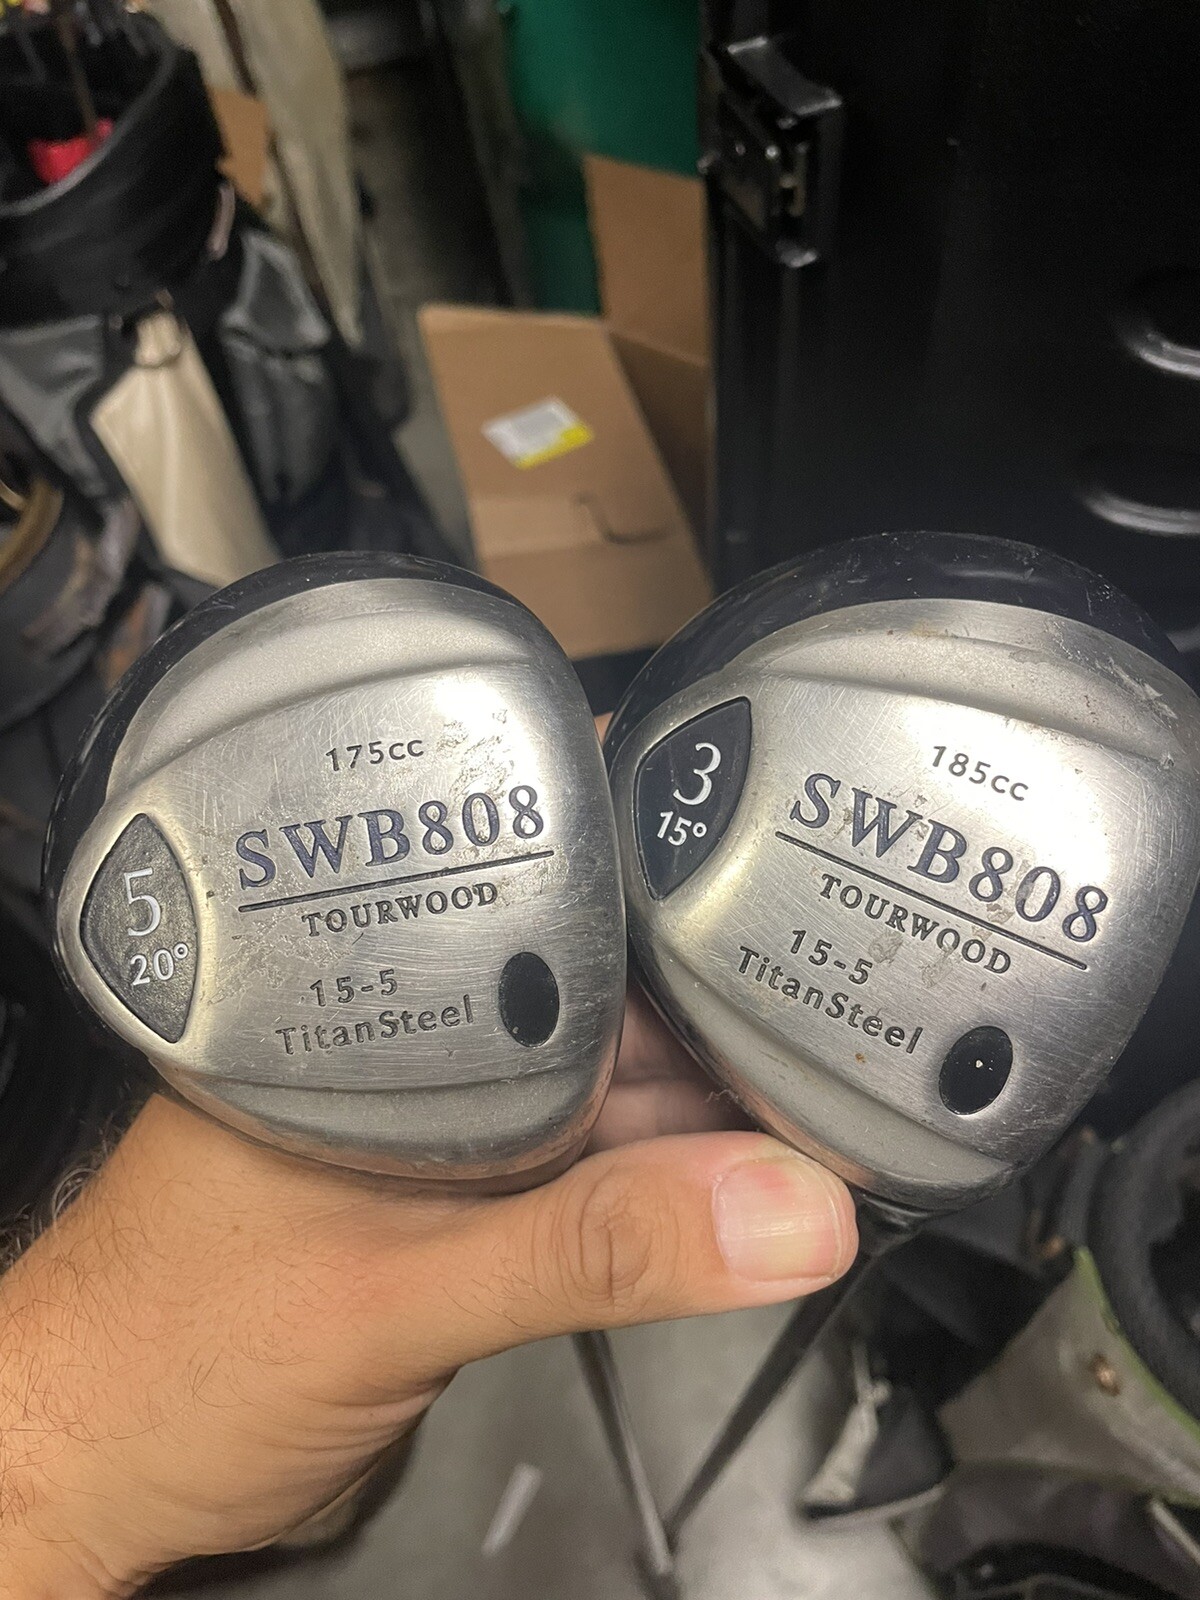 175cc
SWB808
TOURWOOD
15-5
TitanSteel
5
20°
185cc
SWB808
TOURWOOD
15-5
TitanSteel
3
15°